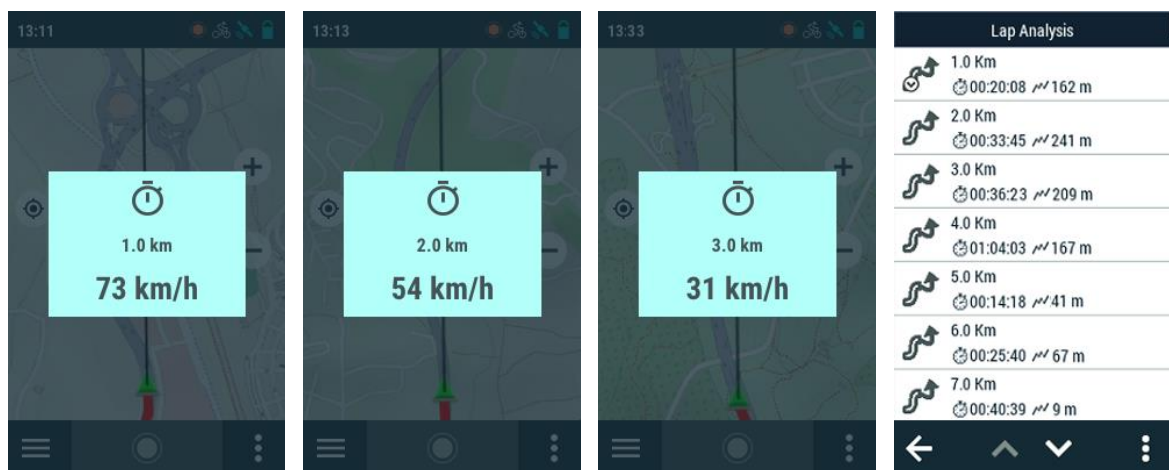 13:11
1.0 km
73 km/h
13:13
2.0 km
54 km/h
13:33
3.0 km
31 km/h
Lap Analysis
1.0 Km
00:20:08 162 m
2.0 Km
00:33:45 241 m
3.0 Km
00:36:23 209 m
4.0 Km
01:04:03 167 m
5.0 Km
00:14:18 41 m
6.0 Km
00:25:40 67 m
7.0 Km
00:40:39 9 m